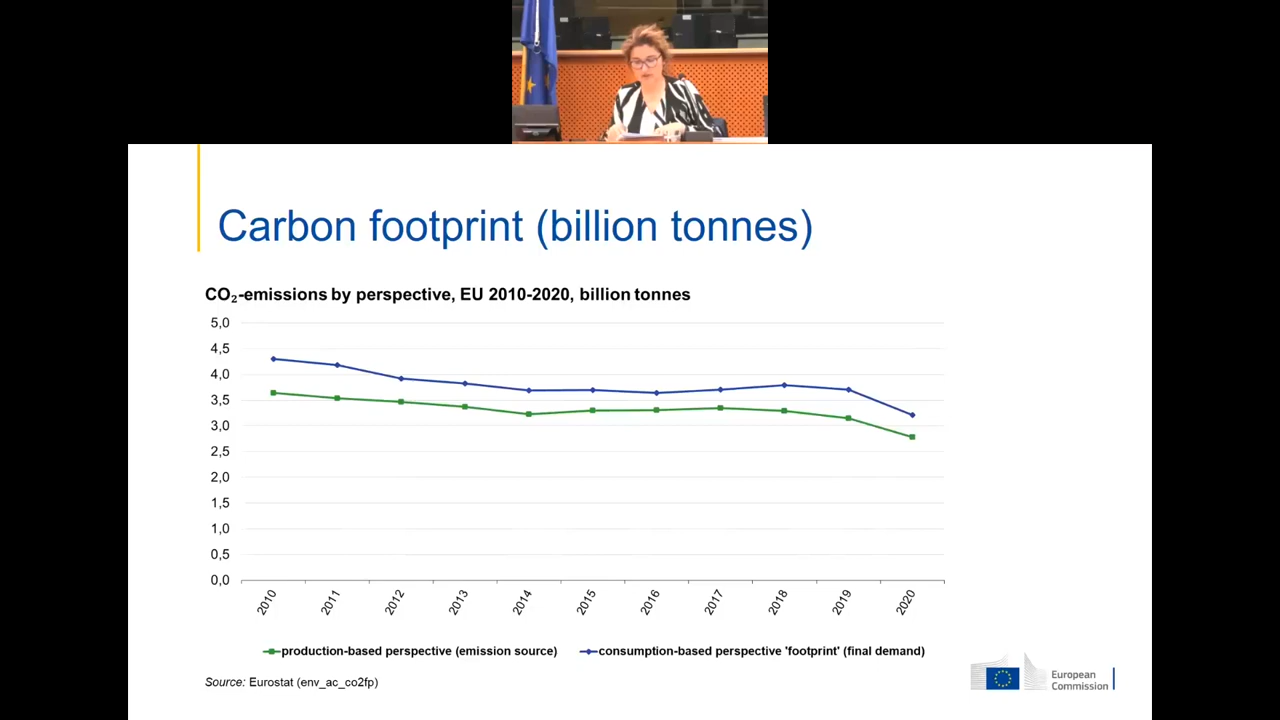 Carbon footprint (billion tonnes)
CO₂-emissions by perspective, EU 2010-2020, billion tonnes
5,0
4,5
4,0
3,5
3,0
2,5
2,0
1,5
1,0
0,5
0,0
2010 2011 2012 2013 2014 2015 2016 2017 2018 2019 2020
production-based perspective (emission source) consumption-based perspective 'footprint' (final demand)
Source: Eurostat (env_ac_co2fp)
European
Commission